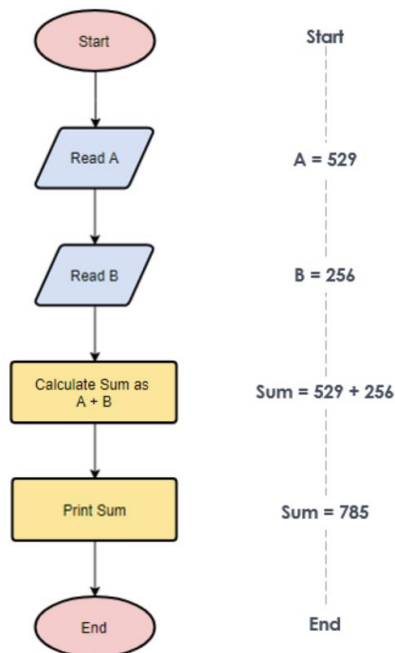 Start
Start
Read A
A = 529
Read B
B = 256
Calculate Sum as
A + B
Sum = 529 + 256
Print Sum
Sum = 785
End
End